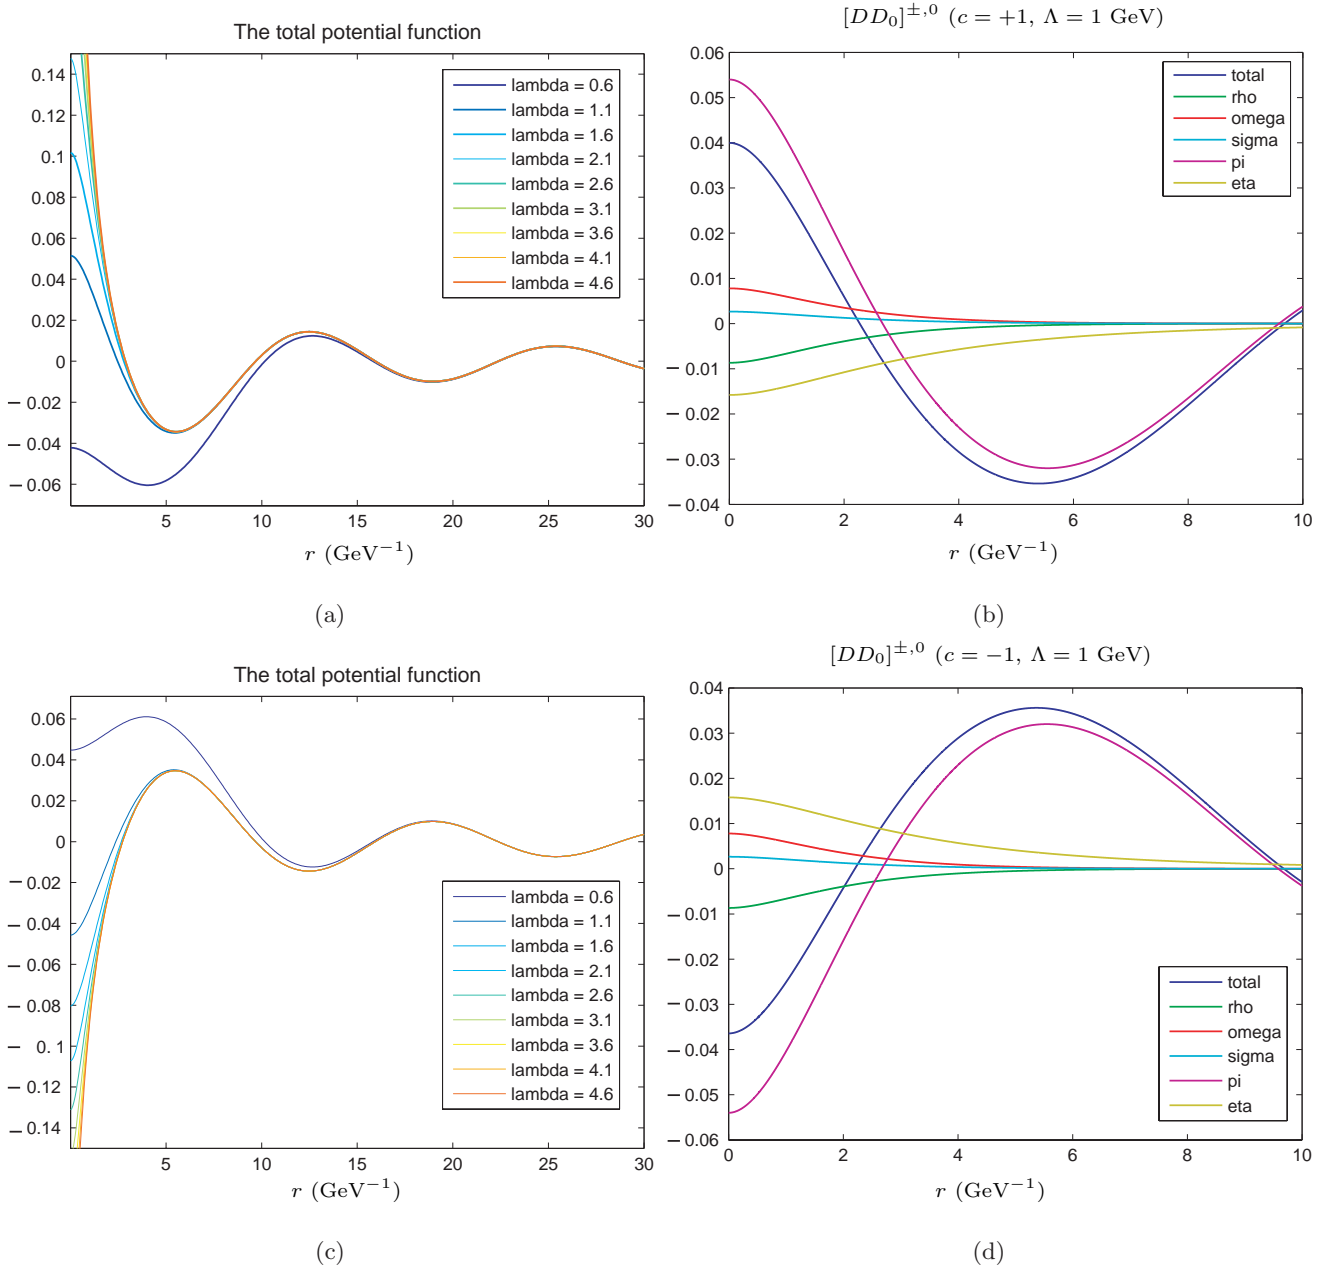 The total potential function
0.14
0.12
0.1
0.08
0.06
0.04
0.02
0
−0.02
−0.04
−0.06
5
10
15
20
25
30
lambda = 0.6
lambda = 1.1
lambda = 1.6
lambda = 2.1
lambda = 2.6
lambda = 3.1
lambda = 3.6
lambda = 4.1
lambda = 4.6
r (GeV⁻¹)
(a)
[DD₀]^{±,0} (c = +1, Λ = 1 GeV)
0.06
0.05
0.04
0.03
0.02
0.01
0
−0.01
−0.02
−0.03
−0.04
0
2
4
6
8
10
total
rho
omega
sigma
pi
eta
r (GeV⁻¹)
(b)
The total potential function
0.06
0.04
0.02
0
−0.02
−0.04
−0.06
−0.08
−0.1
−0.12
−0.14
5
10
15
20
25
30
lambda = 0.6
lambda = 1.1
lambda = 1.6
lambda = 2.1
lambda = 2.6
lambda = 3.1
lambda = 3.6
lambda = 4.1
lambda = 4.6
r (GeV⁻¹)
(c)
[DD₀]^{±,0} (c = −1, Λ = 1 GeV)
0.04
0.03
0.02
0.01
0
−0.01
−0.02
−0.03
−0.04
−0.05
−0.06
0
2
4
6
8
10
total
rho
omega
sigma
pi
eta
r (GeV⁻¹)
(d)